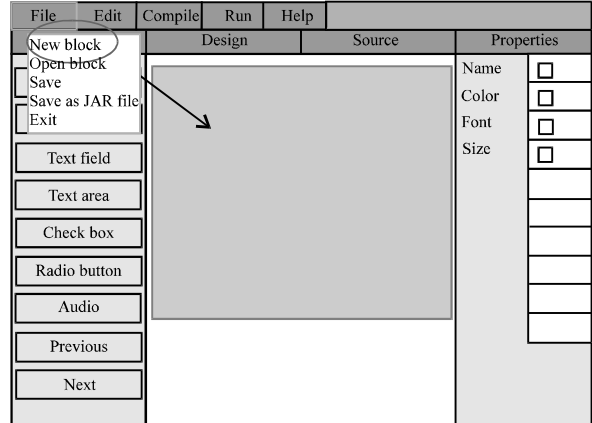 File Edit Compile Run Help
Design Source Properties
New block
Open block
Save
Save as JAR file
Exit
Text field
Text area
Check box
Radio button
Audio
Previous
Next
Name
Color
Font
Size